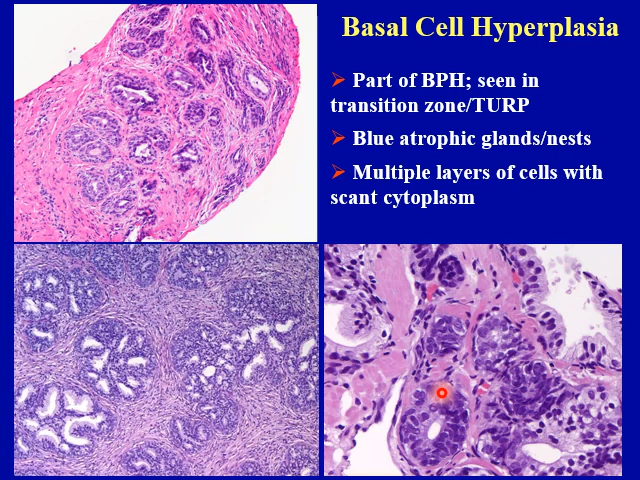 Basal Cell Hyperplasia
➢ Part of BPH; seen in
transition zone/TURP
➢ Blue atrophic glands/nests
➢ Multiple layers of cells with
scant cytoplasm